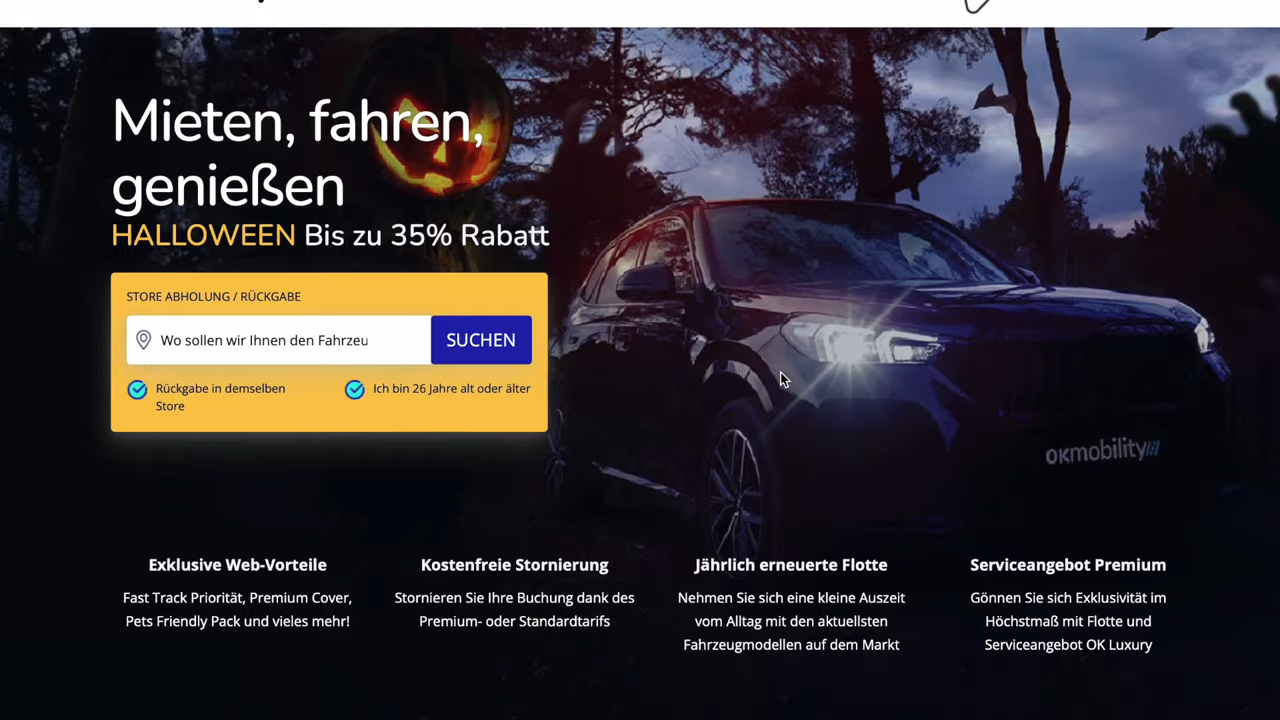 Mieten, fahren,
genießen
HALLOWEEN Bis zu 35% Rabatt
STORE ABHOLUNG / RÜCKGABE
Wo sollen wir Ihnen den Fahrzeu
SUCHEN
Rückgabe in demselben
Store
Ich bin 26 Jahre alt oder älter
okmobility
Exklusive Web-Vorteile
Fast Track Priorität, Premium Cover,
Pets Friendly Pack und vieles mehr!
Kostenfreie Stornierung
Stornieren Sie Ihre Buchung dank des
Premium- oder Standardtarifs
Jährlich erneuerte Flotte
Nehmen Sie sich eine kleine Auszeit
vom Alltag mit den aktuellsten
Fahrzeugmodellen auf dem Markt
Serviceangebot Premium
Gönnen Sie sich Exklusivität im
Höchstmaß mit Flotte und
Serviceangebot OK Luxury